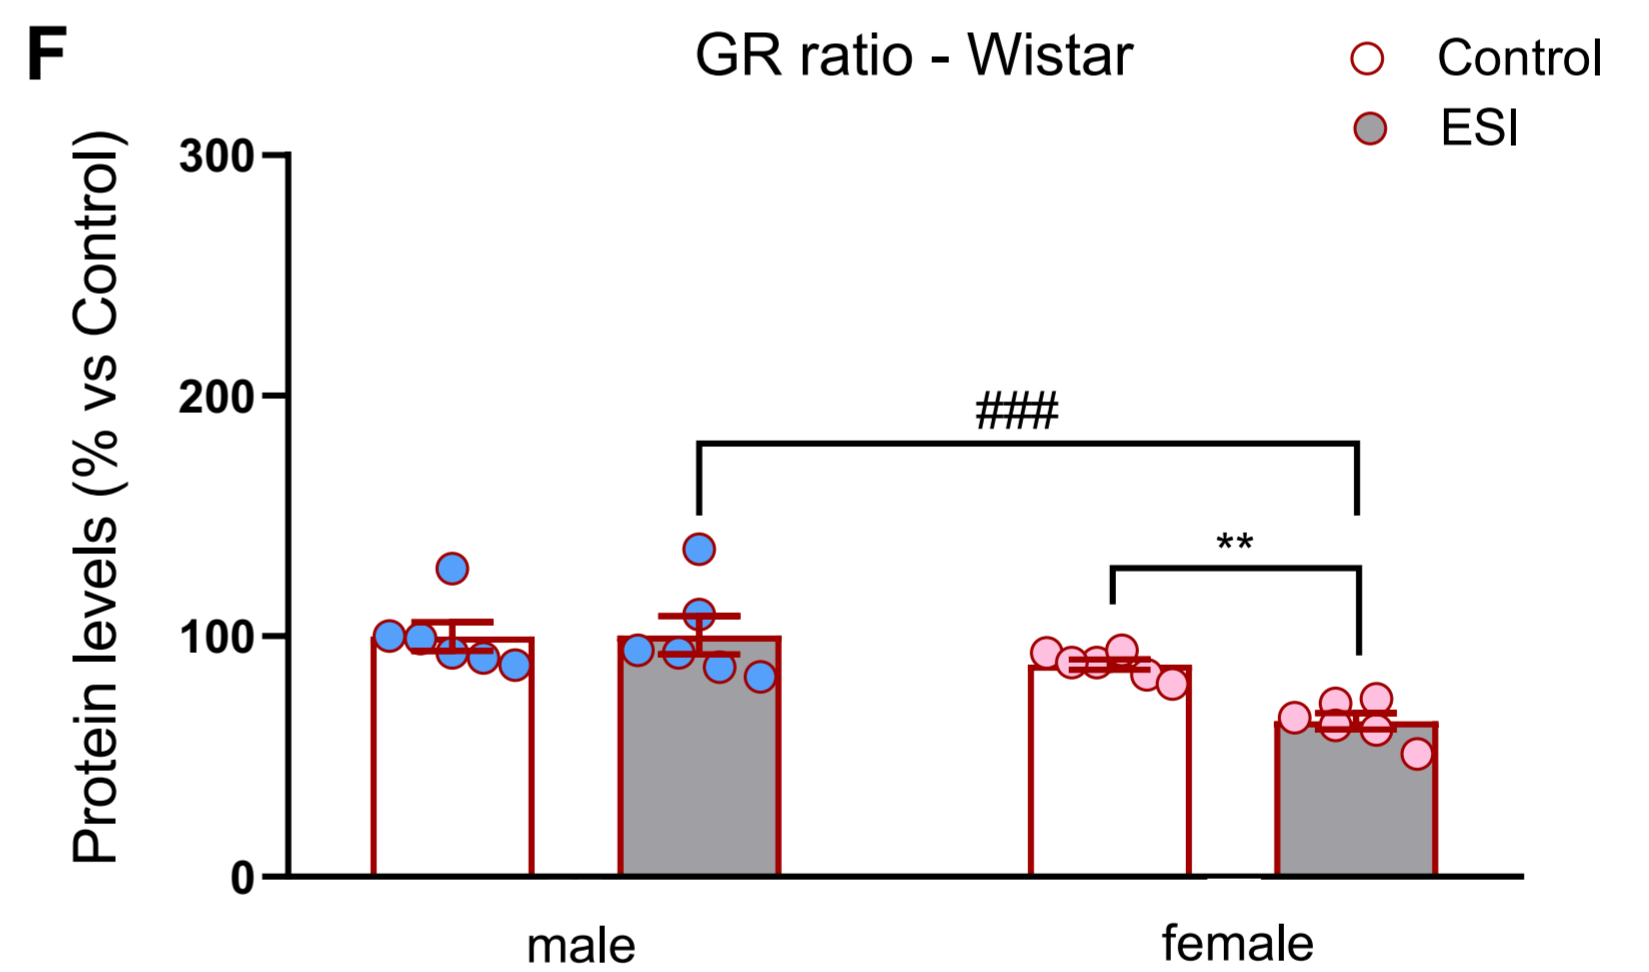 F
GR ratio - Wistar
Control
ESI
Protein levels (% vs Control)
300
200
100
0
###
**
male
female